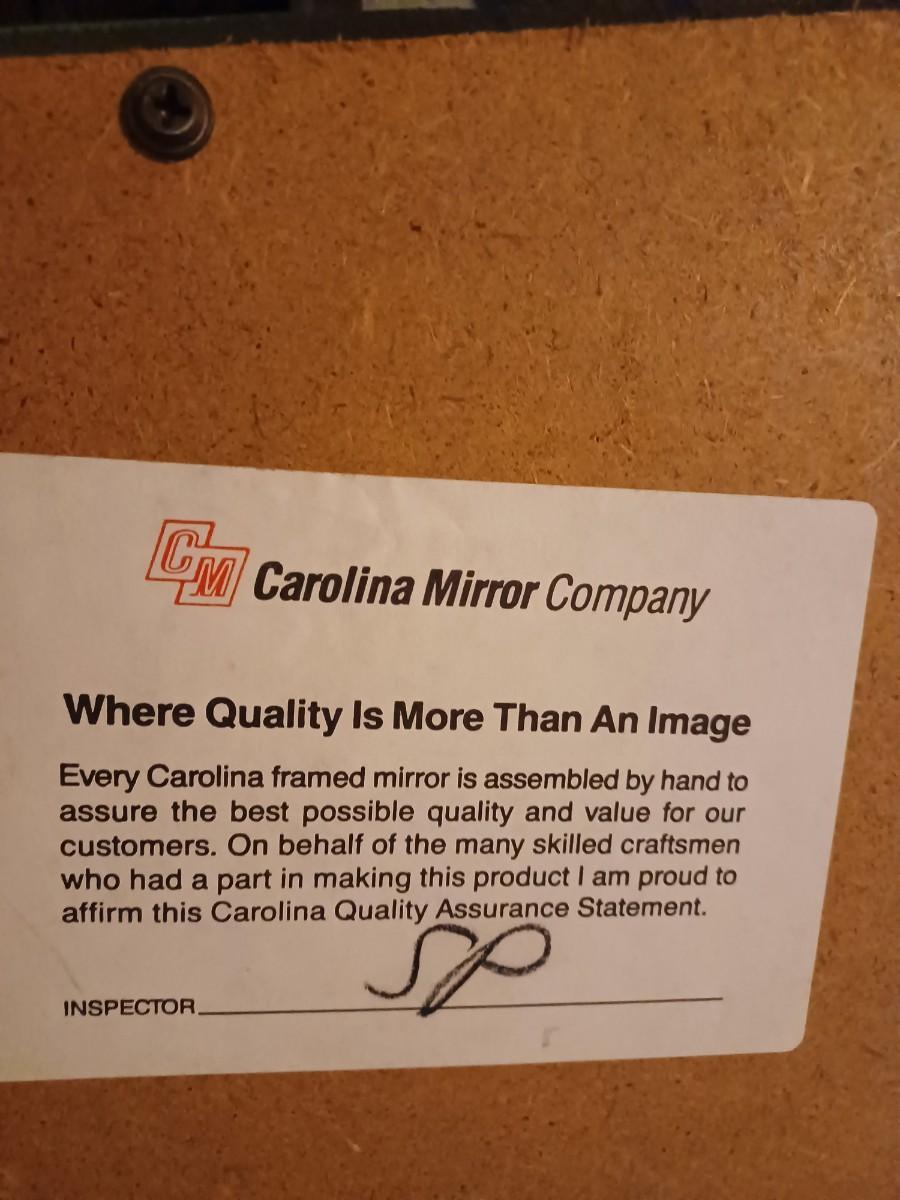 CM Carolina Mirror Company
Where Quality Is More Than An Image
Every Carolina framed mirror is assembled by hand to
assure the best possible quality and value for our
customers. On behalf of the many skilled craftsmen
who had a part in making this product I am proud to
affirm this Carolina Quality Assurance Statement.
SP
INSPECTOR